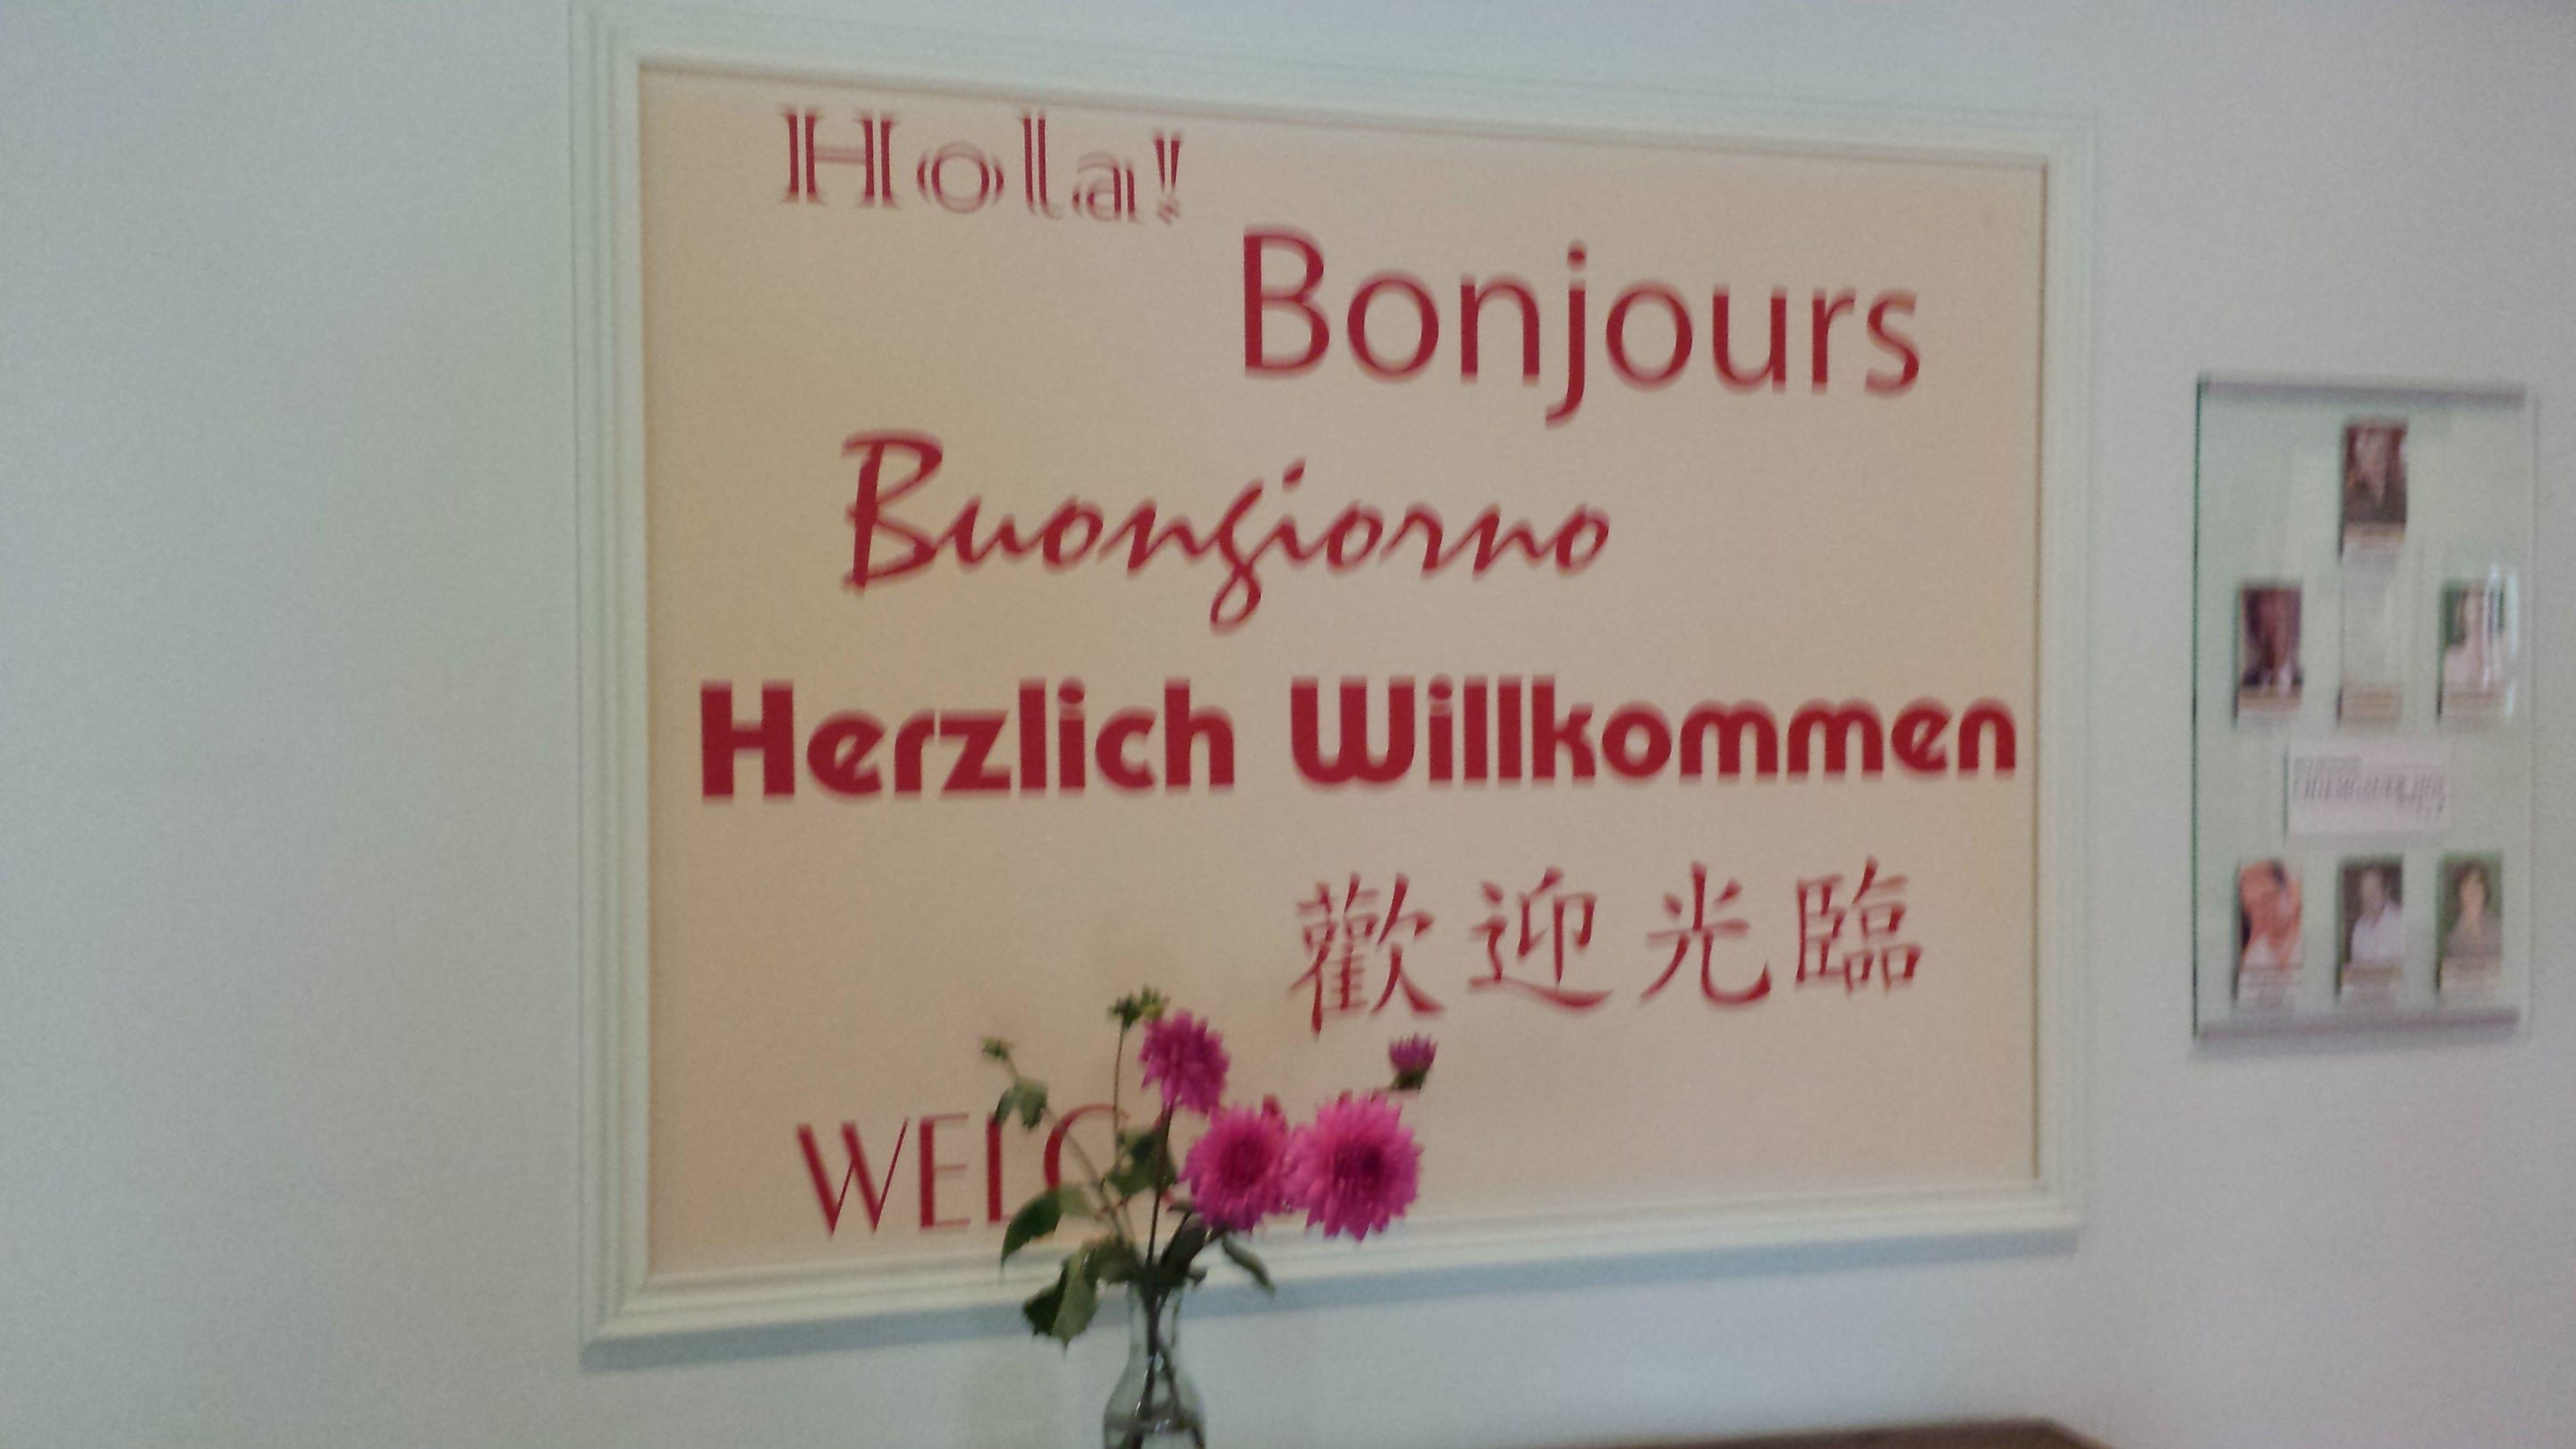 Hola!
Bonjours
Buongiorno
Herzlich Willkommen
歡迎光臨